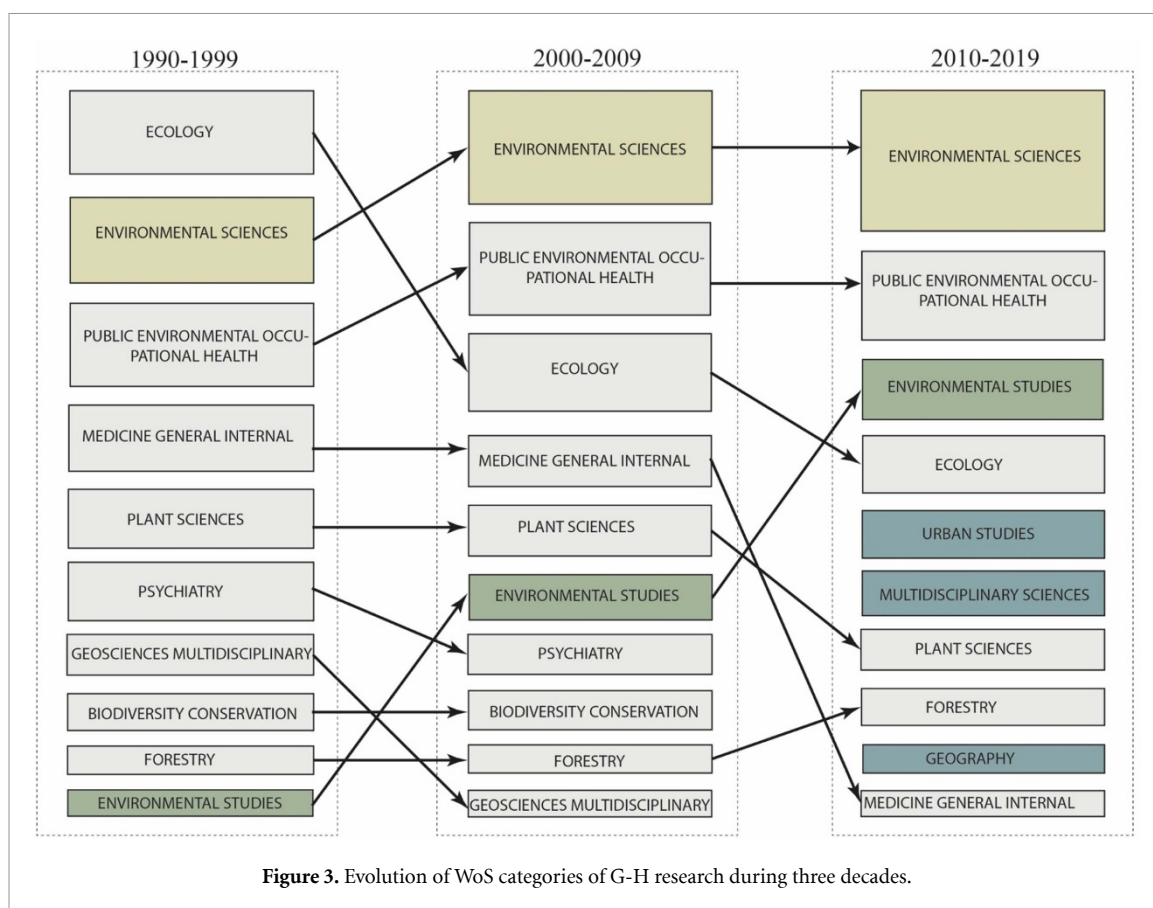 1990-1999
ECOLOGY
ENVIRONMENTAL SCIENCES
PUBLIC ENVIRONMENTAL OCCU-
PATIONAL HEALTH
MEDICINE GENERAL INTERNAL
PLANT SCIENCES
PSYCHIATRY
GEOSCIENCES MULTIDISCIPLINARY
BIODIVERSITY CONSERVATION
FORESTRY
ENVIRONMENTAL STUDIES
2000-2009
ENVIRONMENTAL SCIENCES
PUBLIC ENVIRONMENTAL OCCU-
PATIONAL HEALTH
ECOLOGY
MEDICINE GENERAL INTERNAL
PLANT SCIENCES
ENVIRONMENTAL STUDIES
PSYCHIATRY
BIODIVERSITY CONSERVATION
FORESTRY
GEOSCIENCES MULTIDISCIPLINARY
2010-2019
ENVIRONMENTAL SCIENCES
PUBLIC ENVIRONMENTAL OCCU-
PATIONAL HEALTH
ENVIRONMENTAL STUDIES
ECOLOGY
URBAN STUDIES
MULTIDISCIPLINARY SCIENCES
PLANT SCIENCES
FORESTRY
GEOGRAPHY
MEDICINE GENERAL INTERNAL
Figure 3. Evolution of WoS categories of G-H research during three decades.